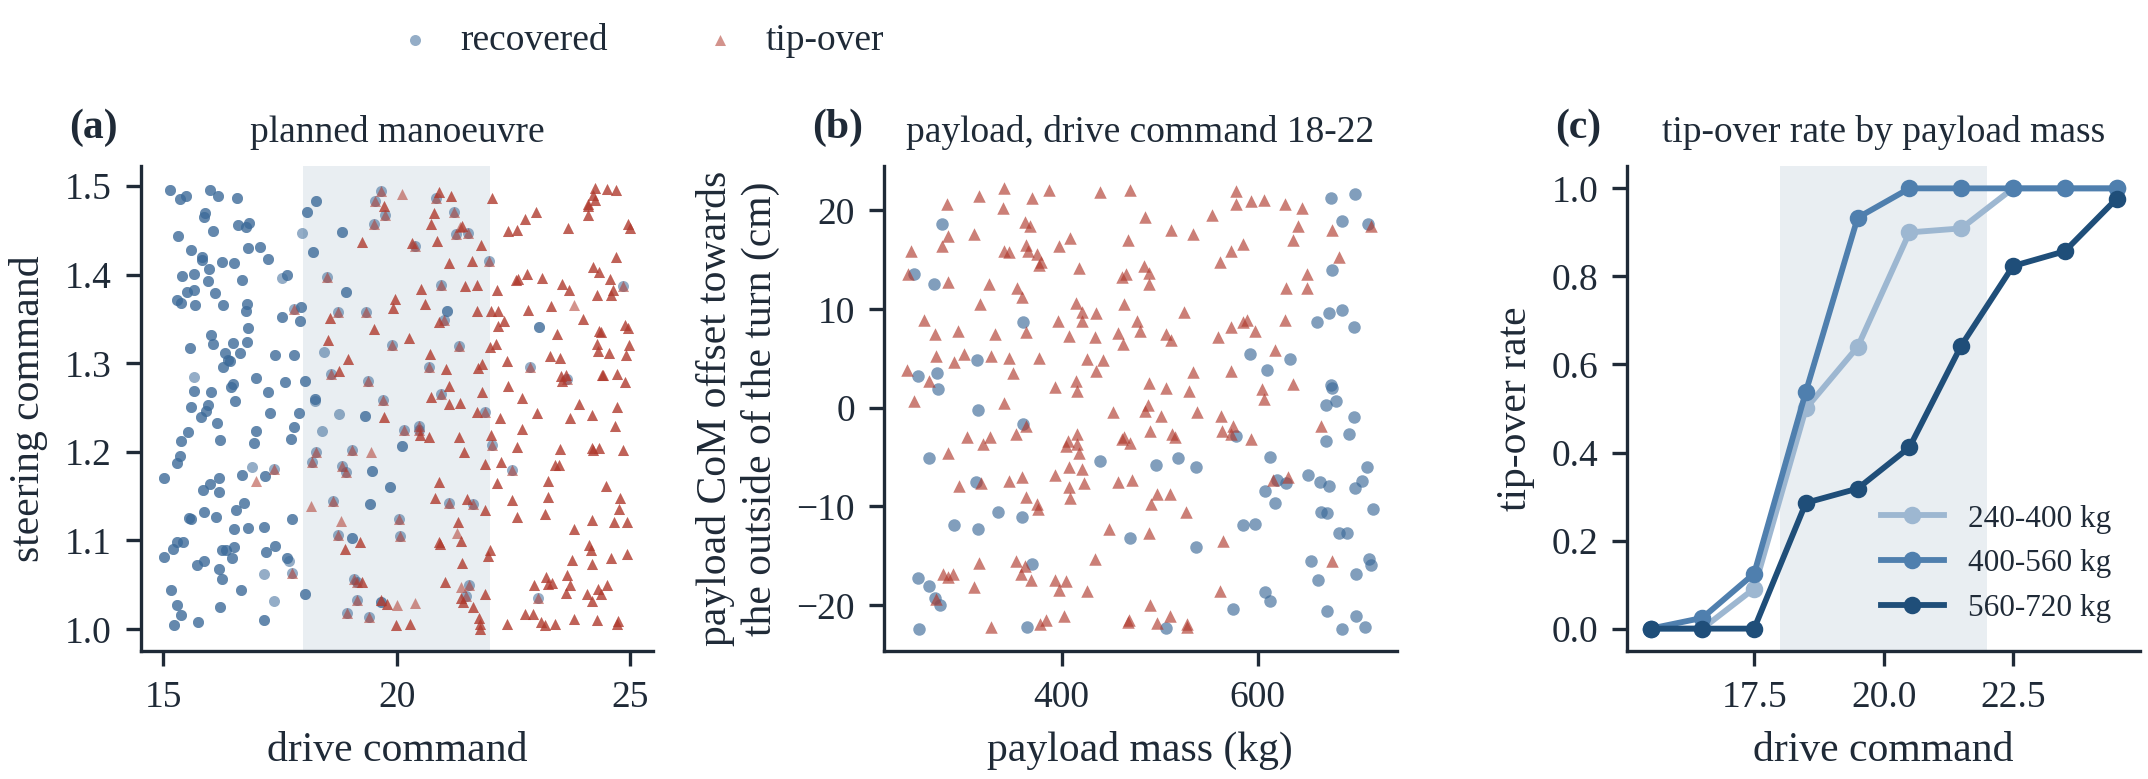 recovered
tip-over
(a)
planned manoeuvre
steering command
1.5
1.4
1.3
1.2
1.1
1.0
15
20
25
drive command
(b)
payload, drive command 18-22
payload CoM offset towards
the outside of the turn (cm)
20
10
0
−10
−20
400
600
payload mass (kg)
(c)
tip-over rate by payload mass
tip-over rate
1.0
0.8
0.6
0.4
0.2
0.0
240-400 kg
400-560 kg
560-720 kg
17.5
20.0
22.5
drive command